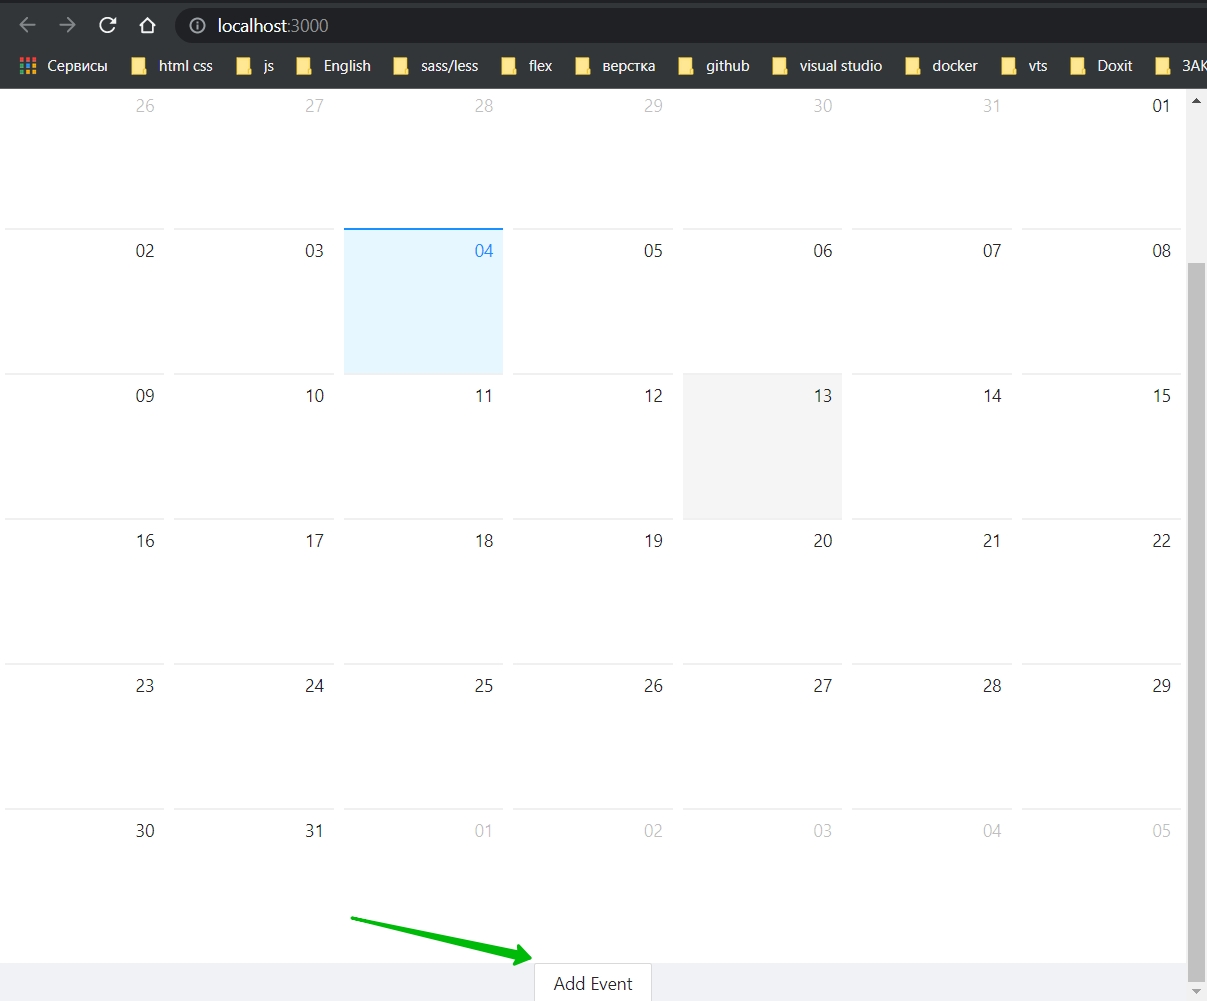 localhost:3000
Сервисы html css js English sass/less flex верстка github visual studio docker vts Doxit ЗАК
26 27 28 29 30 31 01
02 03 04 05 06 07 08
09 10 11 12 13 14 15
16 17 18 19 20 21 22
23 24 25 26 27 28 29
30 31 01 02 03 04 05
Add Event